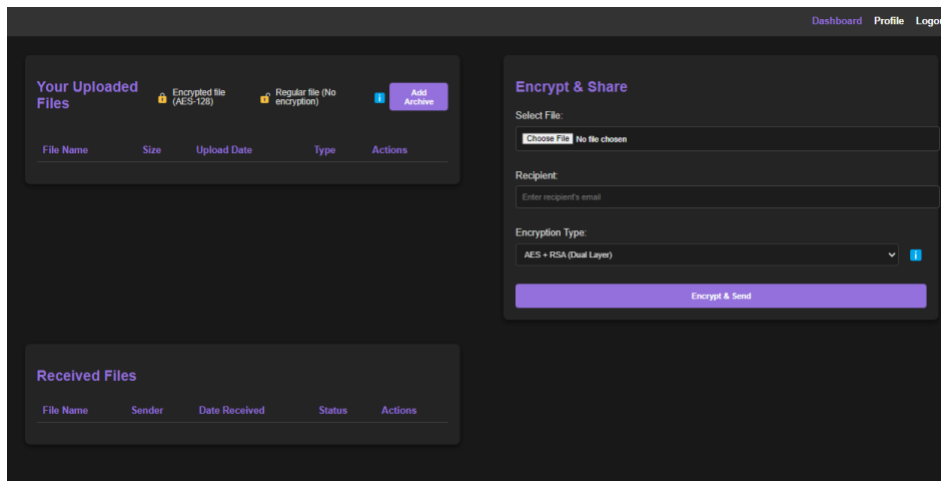 Dashboard Profile Logou
Your Uploaded
Files
Encrypted file
(AES-128)
Regular file (No
encryption)
i
Add
Archive
File Name Size Upload Date Type Actions
Encrypt & Share
Select File:
Choose File No file chosen
Recipient:
Enter recipient's email
Encryption Type:
AES + RSA (Dual Layer)
i
Encrypt & Send
Received Files
File Name Sender Date Received Status Actions